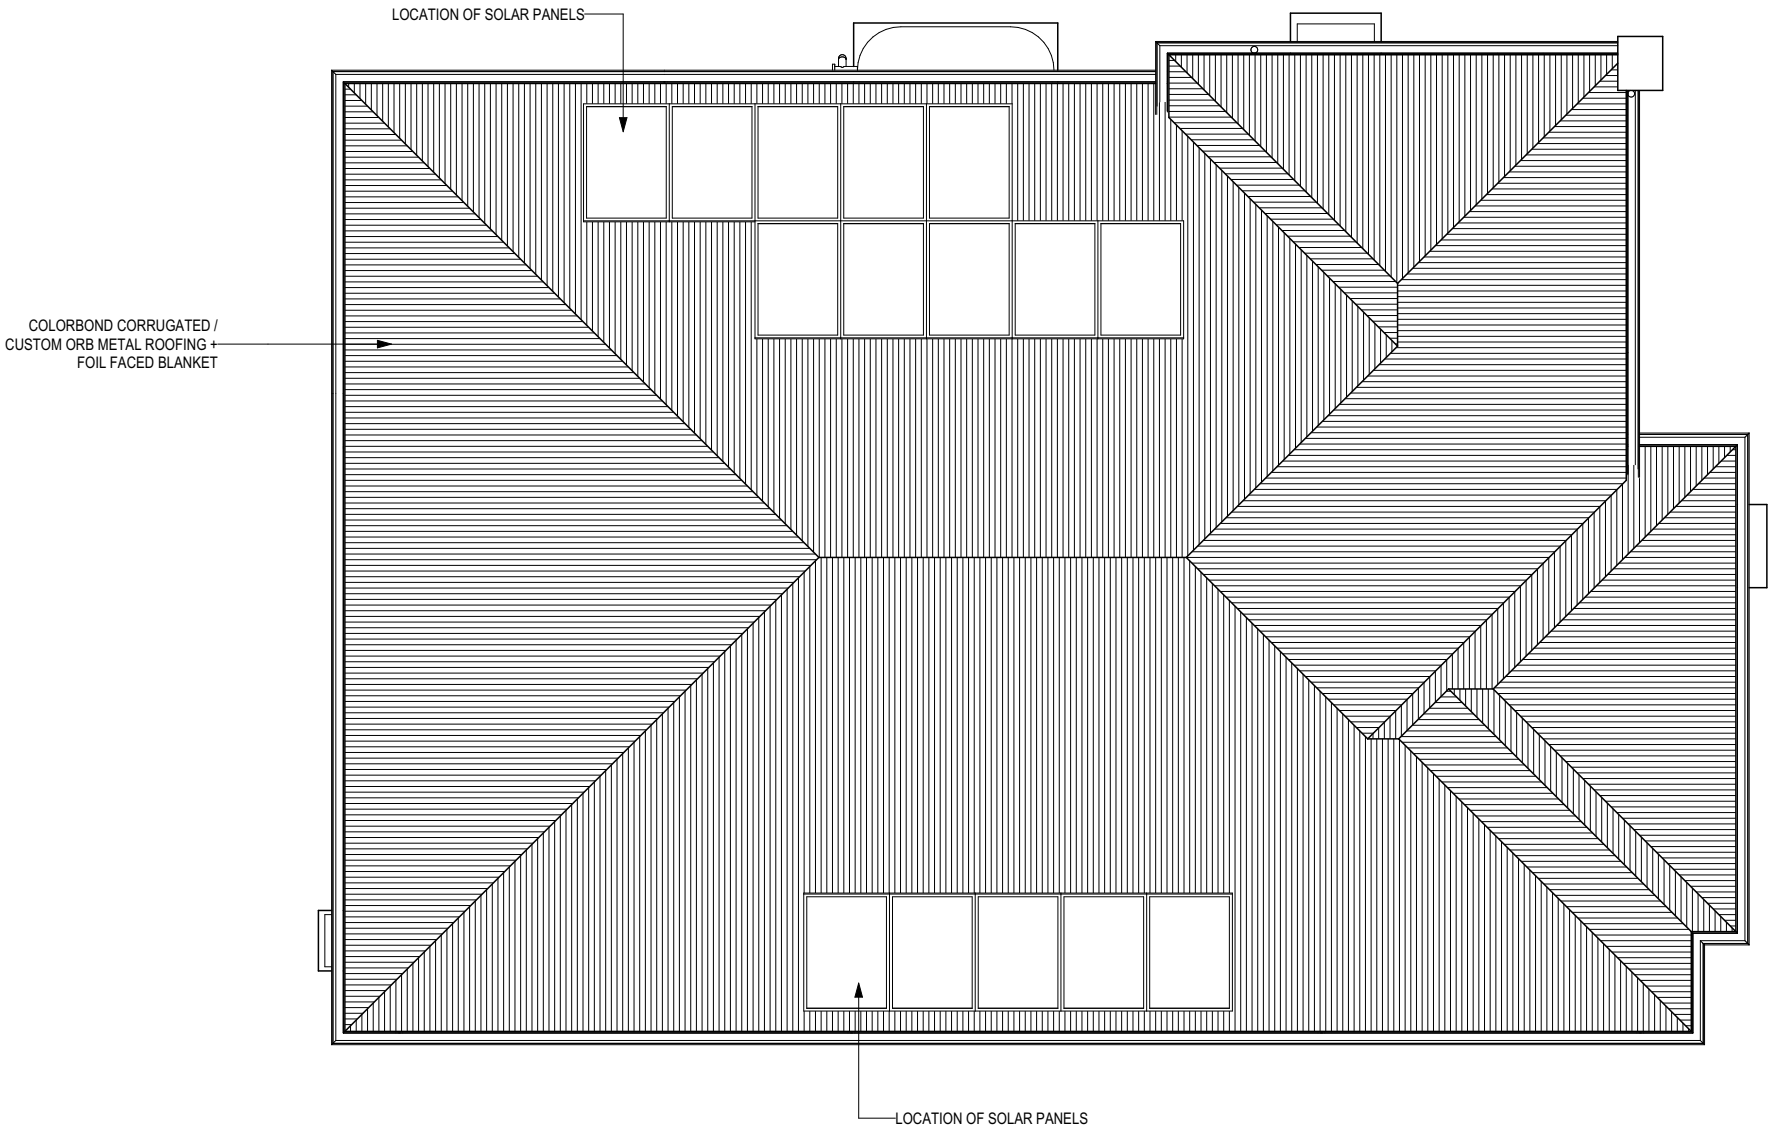 LOCATION OF SOLAR PANELS
COLORBOND CORRUGATED /
CUSTOM ORB METAL ROOFING +
FOIL FACED BLANKET
LOCATION OF SOLAR PANELS